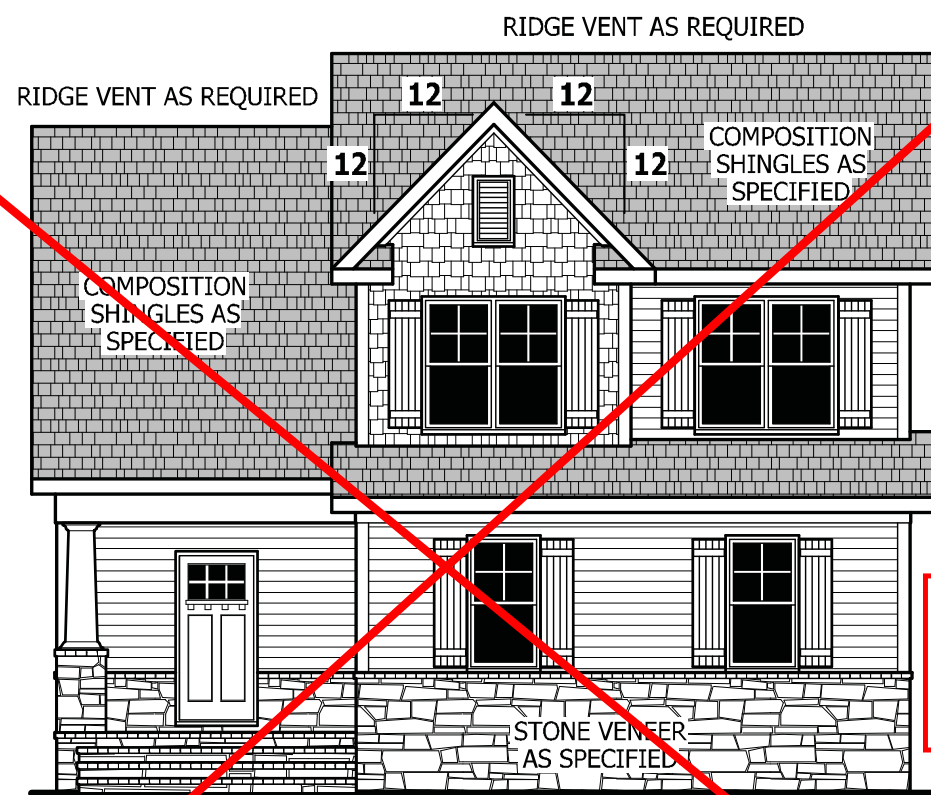 RIDGE VENT AS REQUIRED
RIDGE VENT AS REQUIRED
12
12
12
12
COMPOSITION
SHINGLES AS
SPECIFIED
COMPOSITION
SHINGLES AS
SPECIFIED
STONE VENEER
AS SPECIFIED